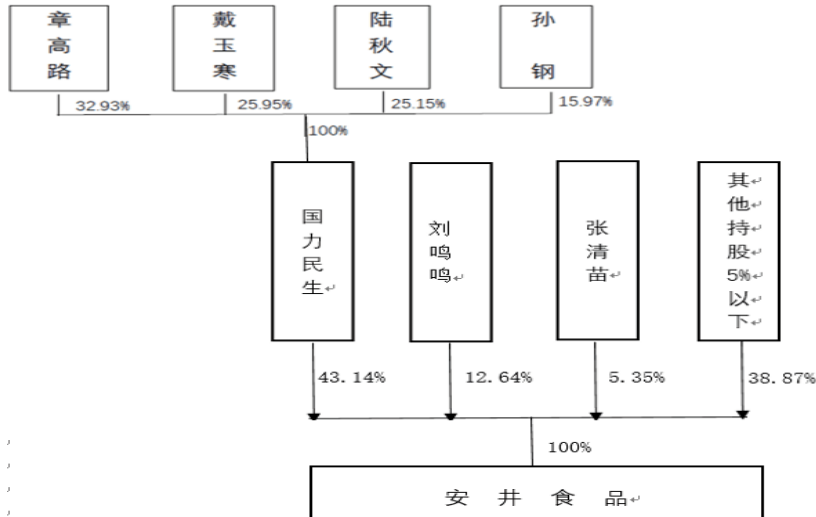 章高路
戴玉寒
陆秋文
孙钢
32.93%
25.95%
25.15%
15.97%
100%
国力民生
刘鸣鸣
张清苗
其他持股5%以下
43.14%
12.64%
5.35%
38.87%
100%
安井食品